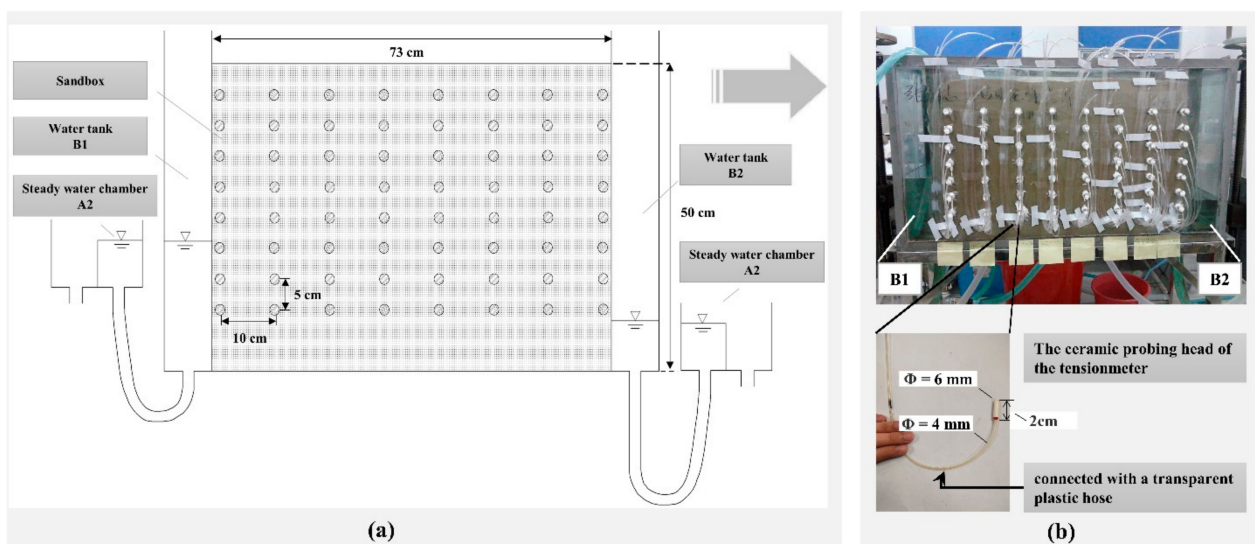 73 cm
Sandbox
Water tank
B1
Steady water chamber
A2
5 cm
10 cm
Water tank
B2
50 cm
Steady water chamber
A2
(a)
B1
B2
The ceramic probing head of
the tensionmeter
Φ = 6 mm
Φ = 4 mm
2cm
connected with a transparent
plastic hose
(b)